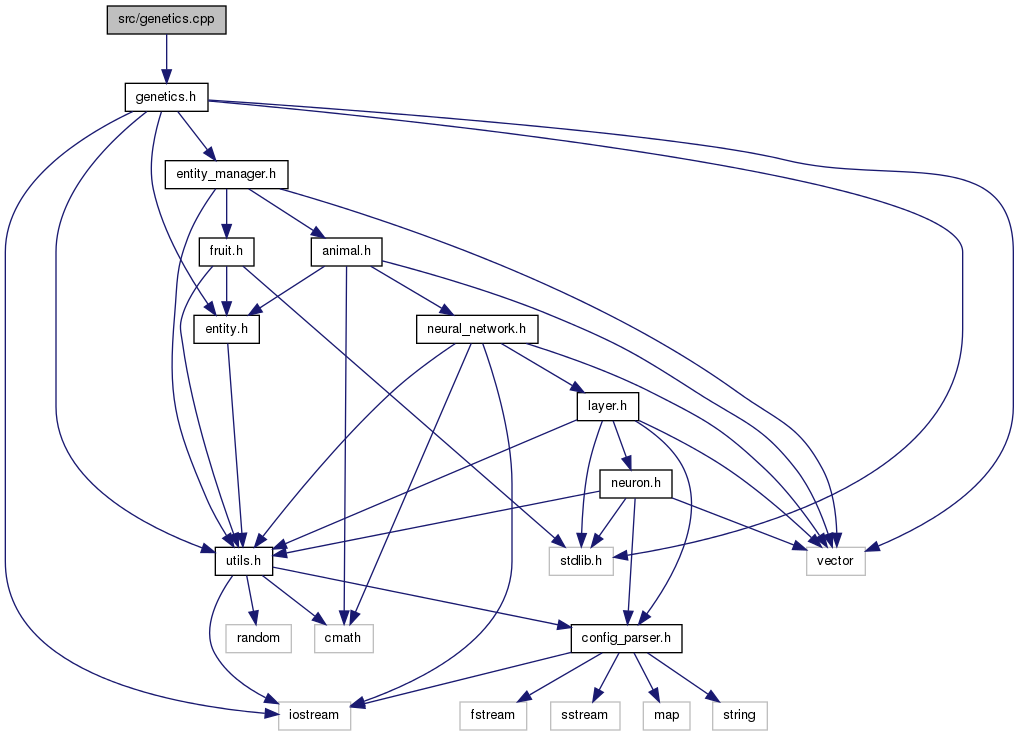 src/genetics.cpp
genetics.h
entity_manager.h
fruit.h
animal.h
entity.h
neural_network.h
layer.h
neuron.h
utils.h
stdlib.h
vector
random
cmath
config_parser.h
iostream
fstream
sstream
map
string